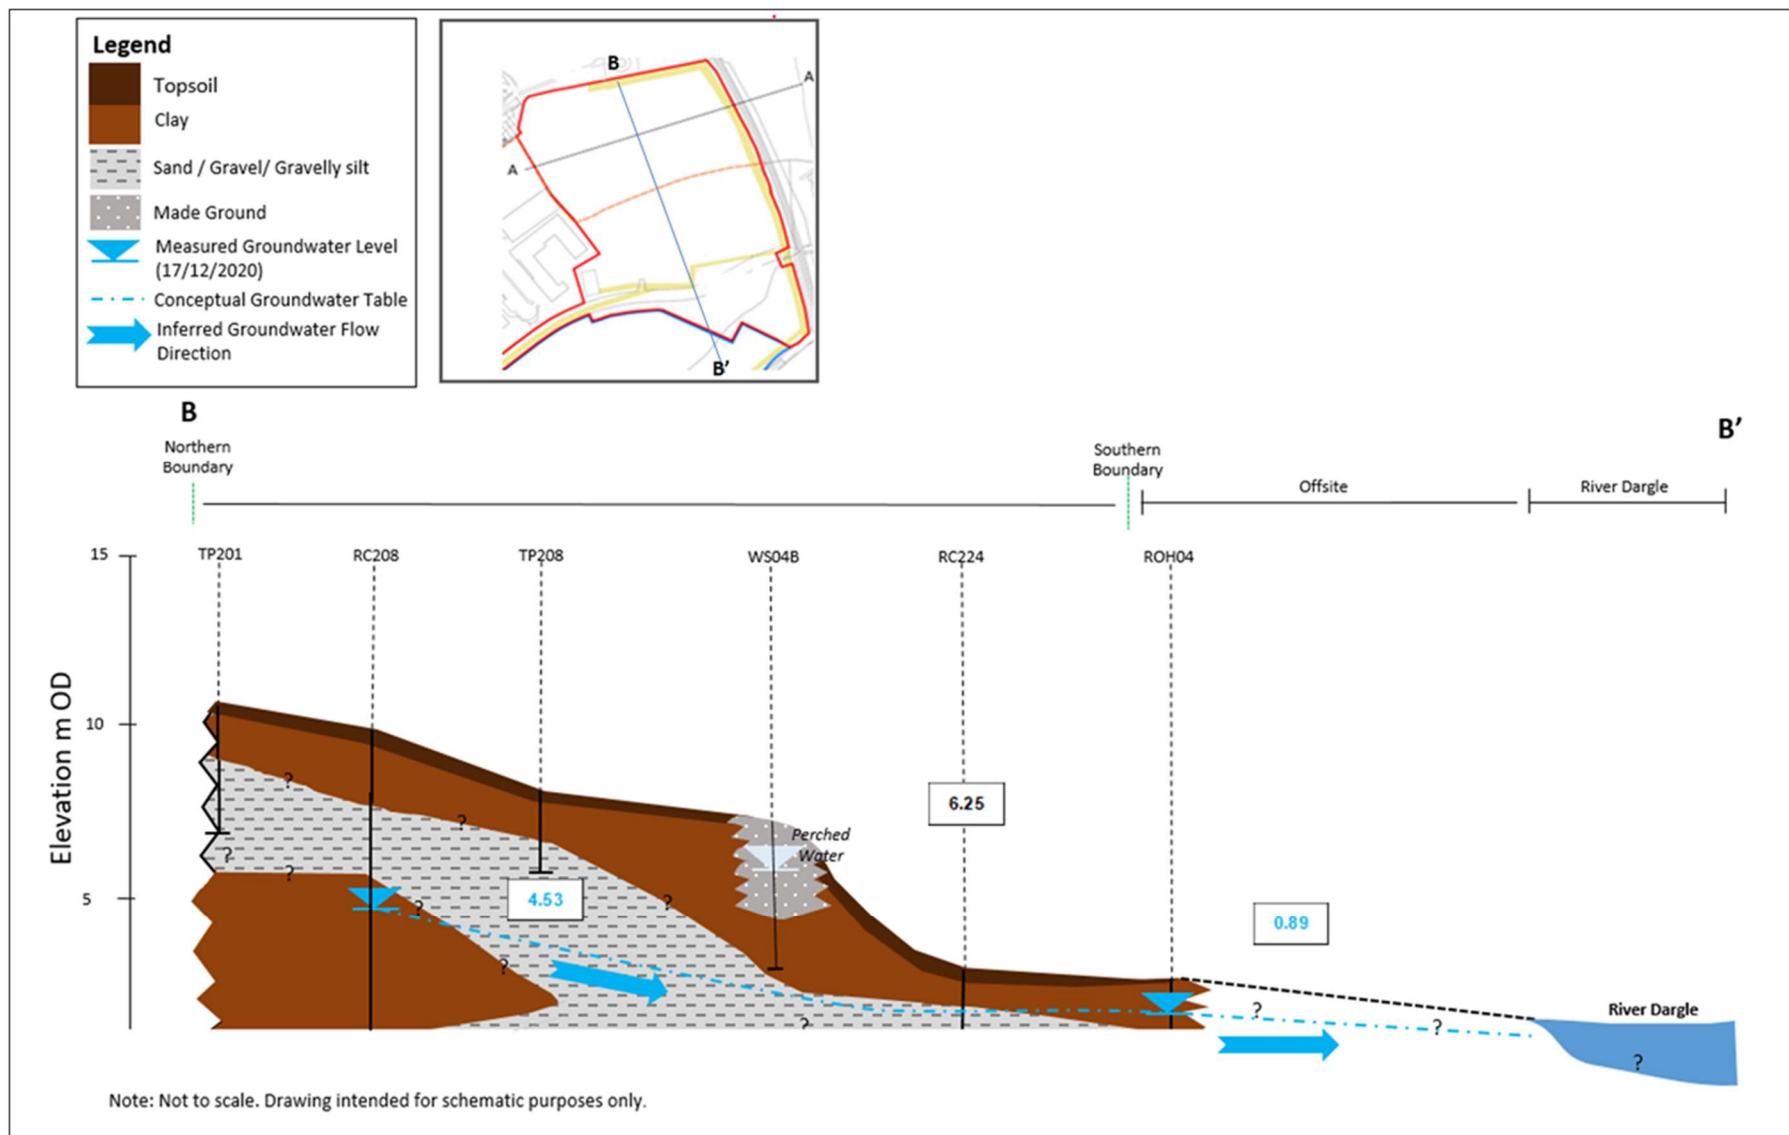 Legend
Topsoil
Clay
Sand / Gravel/ Gravelly silt
Made Ground
Measured Groundwater Level
(17/12/2020)
Conceptual Groundwater Table
Inferred Groundwater Flow
Direction
B
A
A
B’
B
B’
Northern
Boundary
Southern
Boundary
Offsite
River Dargle
15
TP201
RC208
TP208
WS04B
RC224
ROH04
Elevation m OD
10
5
?
?
?
?
?
?
?
?
?
?
?
Perched
Water
6.25
4.53
0.89
River Dargle
?
Note: Not to scale. Drawing intended for schematic purposes only.